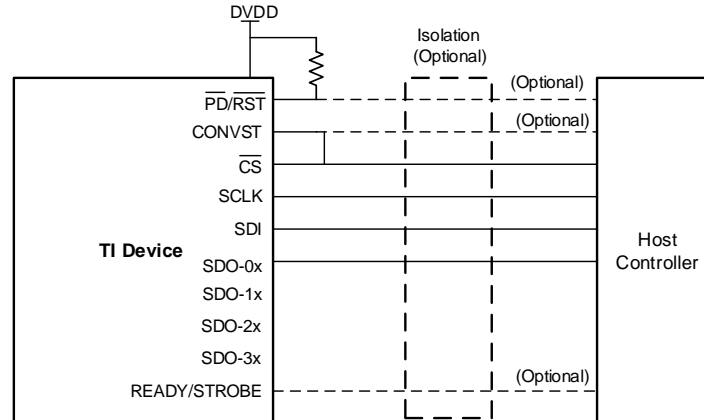 DVDD
Isolation
(Optional)
(Optional)
PD/RST
(Optional)
CONVST
CS
SCLK
SDI
TI Device
Host
Controller
SDO-0x
SDO-1x
SDO-2x
SDO-3x
(Optional)
READY/STROBE